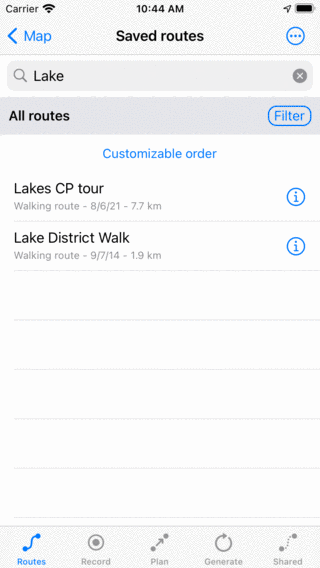 Carrier 10:44 AM
Map Saved routes
Lake
All routes Filter
Customizable order
Lakes CP tour
Walking route - 8/6/21 - 7.7 km
Lake District Walk
Walking route - 9/7/14 - 1.9 km
Routes Record Plan Generate Shared